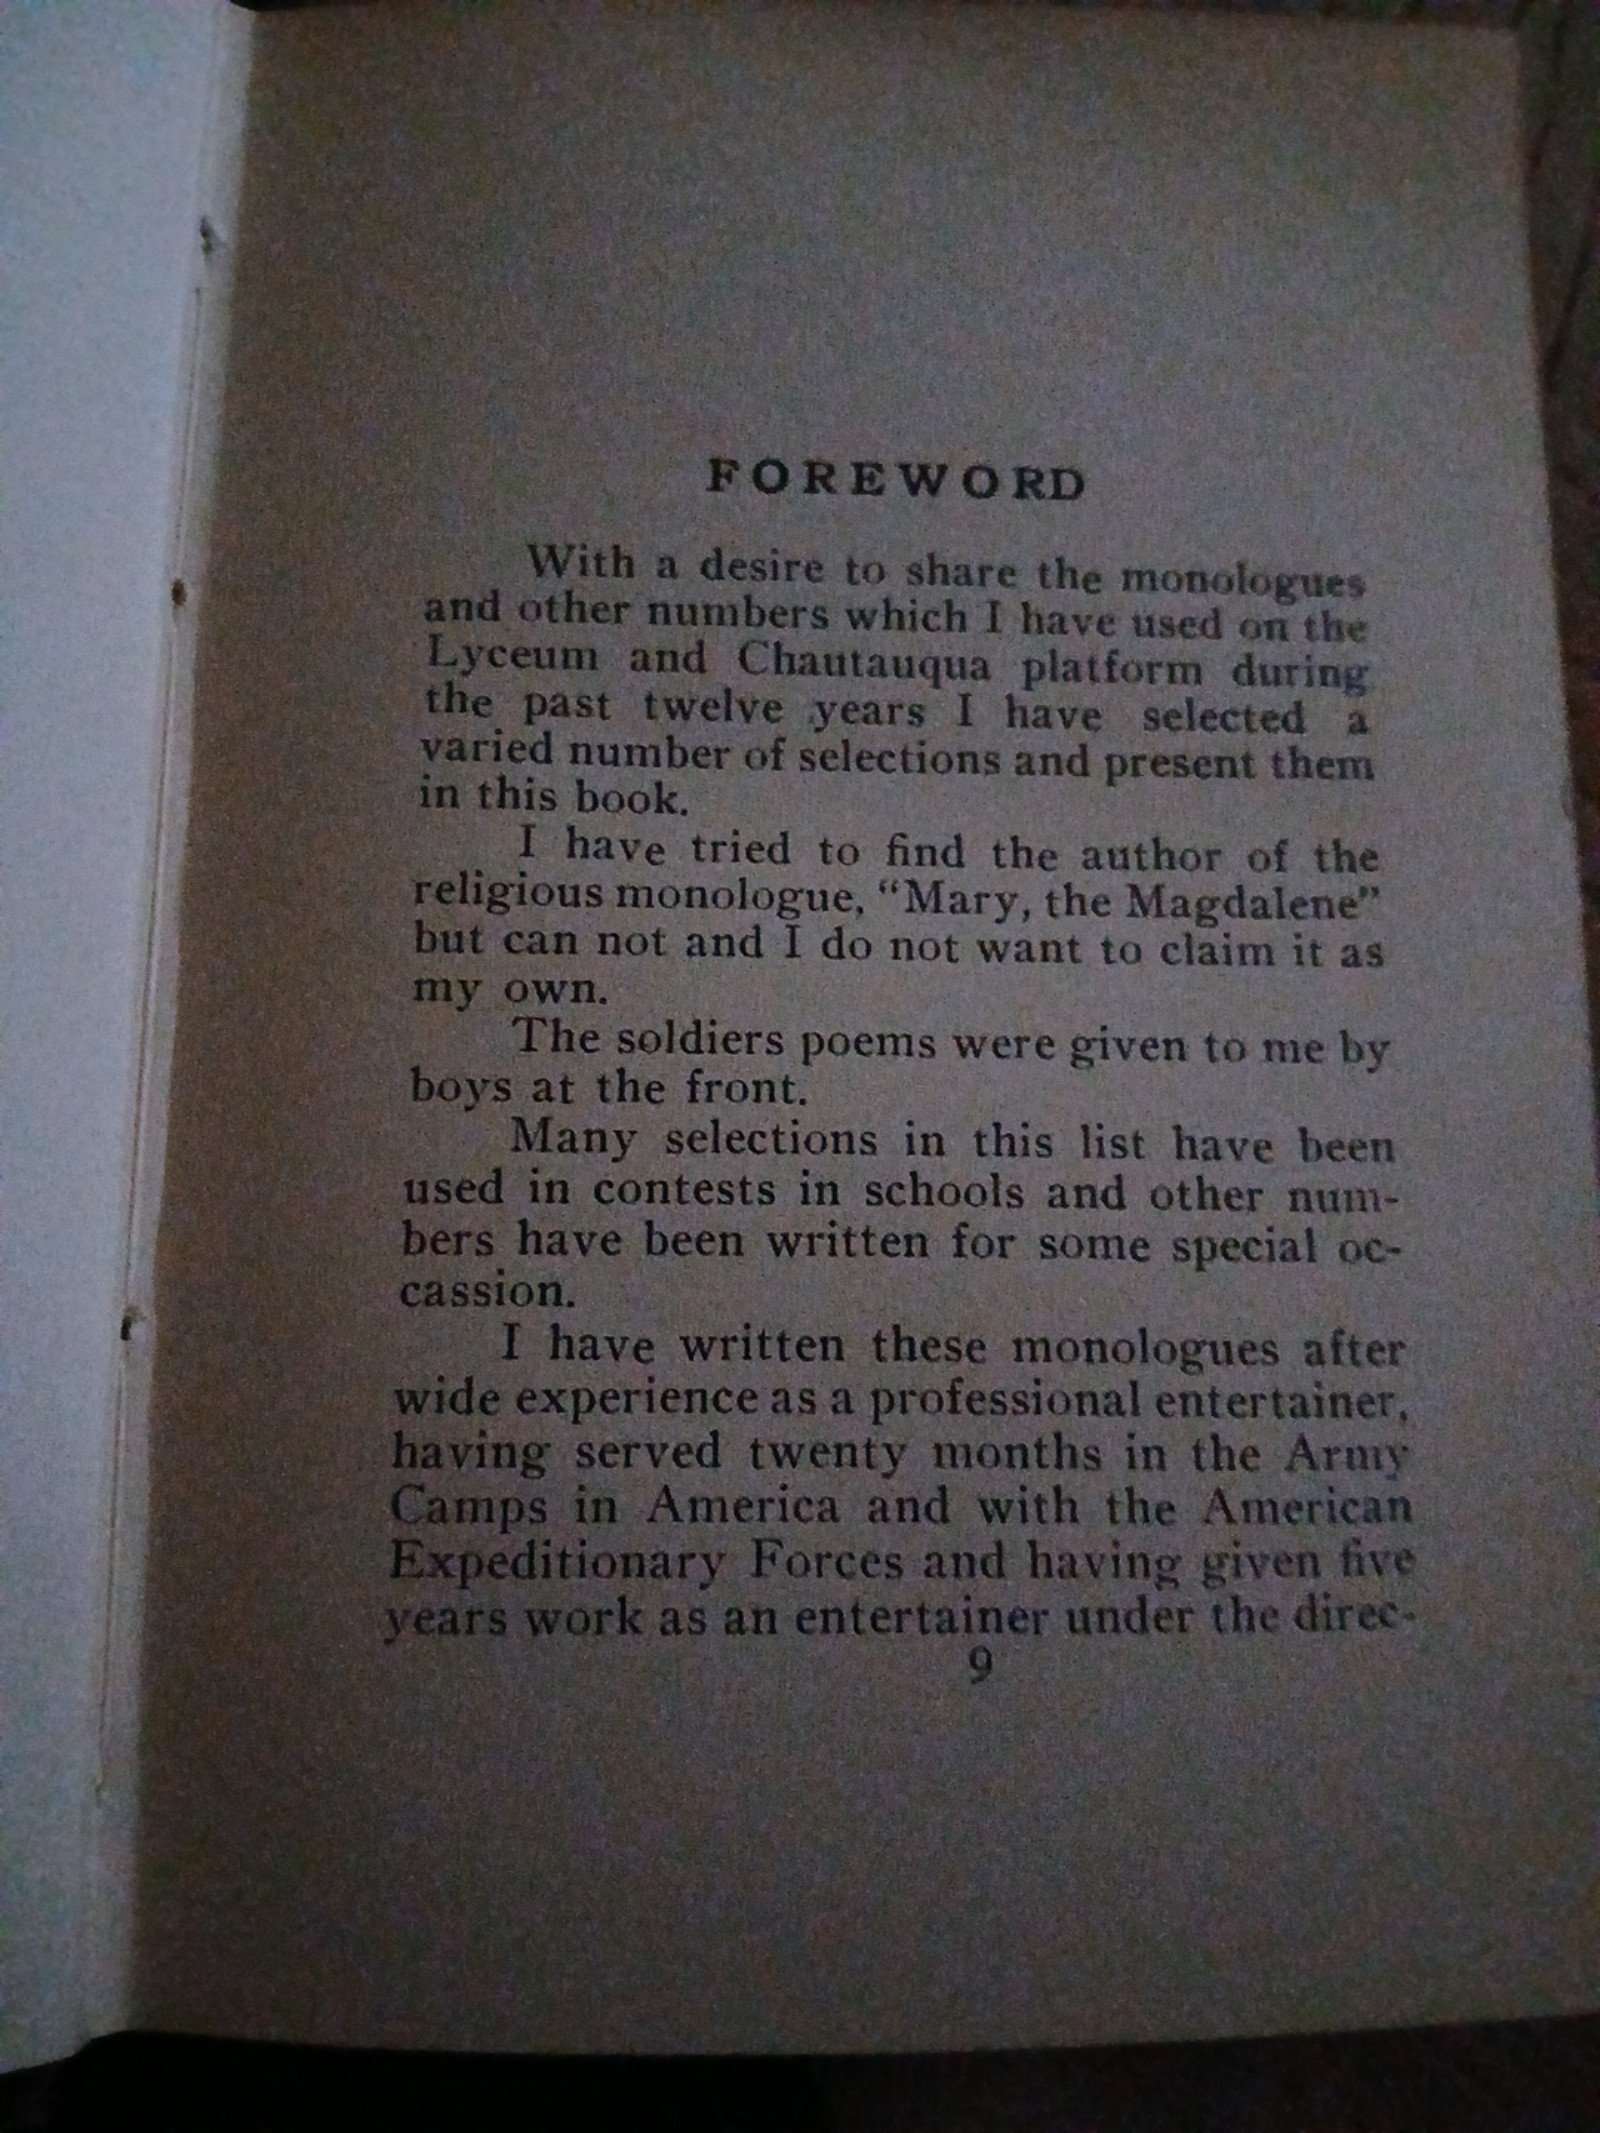 FOREWORD
With a desire to share the monologues
and other numbers which I have used on the
Lyceum and Chautauqua platform during
the past twelve years I have selected a
varied number of selections and present them
in this book.
I have tried to find the author of the
religious monologue, "Mary, the Magdalene"
but can not and I do not want to claim it as
my own.
The soldiers poems were given to me by
boys at the front.
Many selections in this list have been
used in contests in schools and other num-
bers have been written for some special oc-
cassion.
I have written these monologues after
wide experience as a professional entertainer,
having served twenty months in the Army
Camps in America and with the American
Expeditionary Forces and having given five
years work as an entertainer under the direc-
9